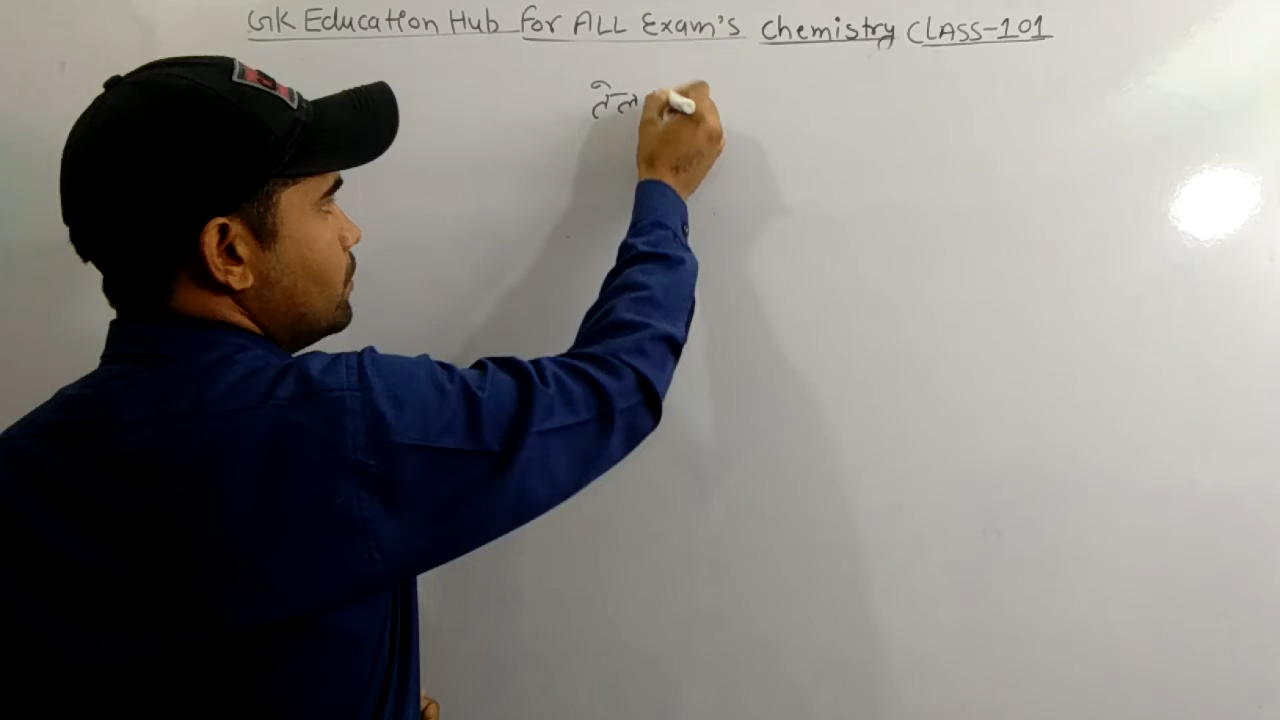 GK Education Hub for ALL Exam's Chemistry CLASS-101
तेल